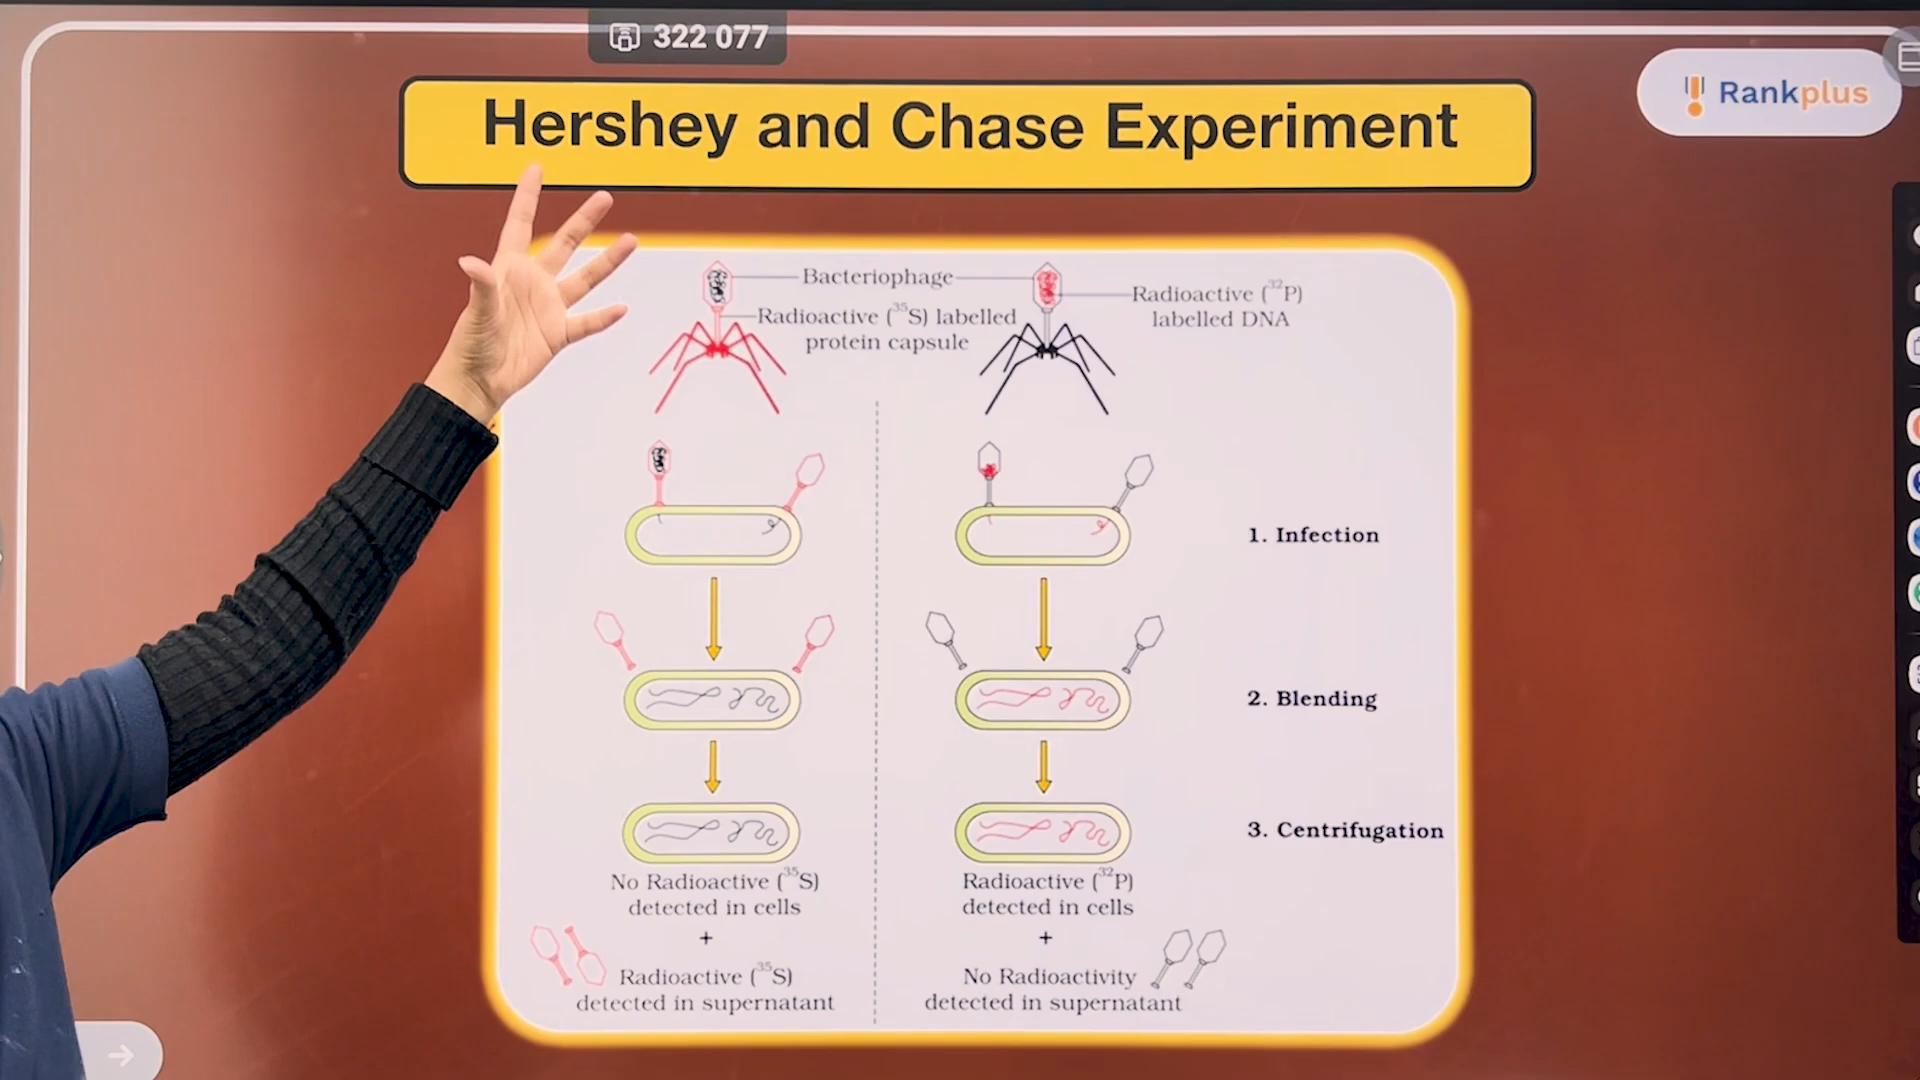 322 077
Hershey and Chase Experiment
Rankplus
Bacteriophage
Radioactive (³⁵S) labelled
protein capsule
Radioactive (³²P)
labelled DNA
1. Infection
2. Blending
3. Centrifugation
No Radioactive (³⁵S)
detected in cells
+
Radioactive (³⁵S)
detected in supernatant
Radioactive (³²P)
detected in cells
+
No Radioactivity
detected in supernatant